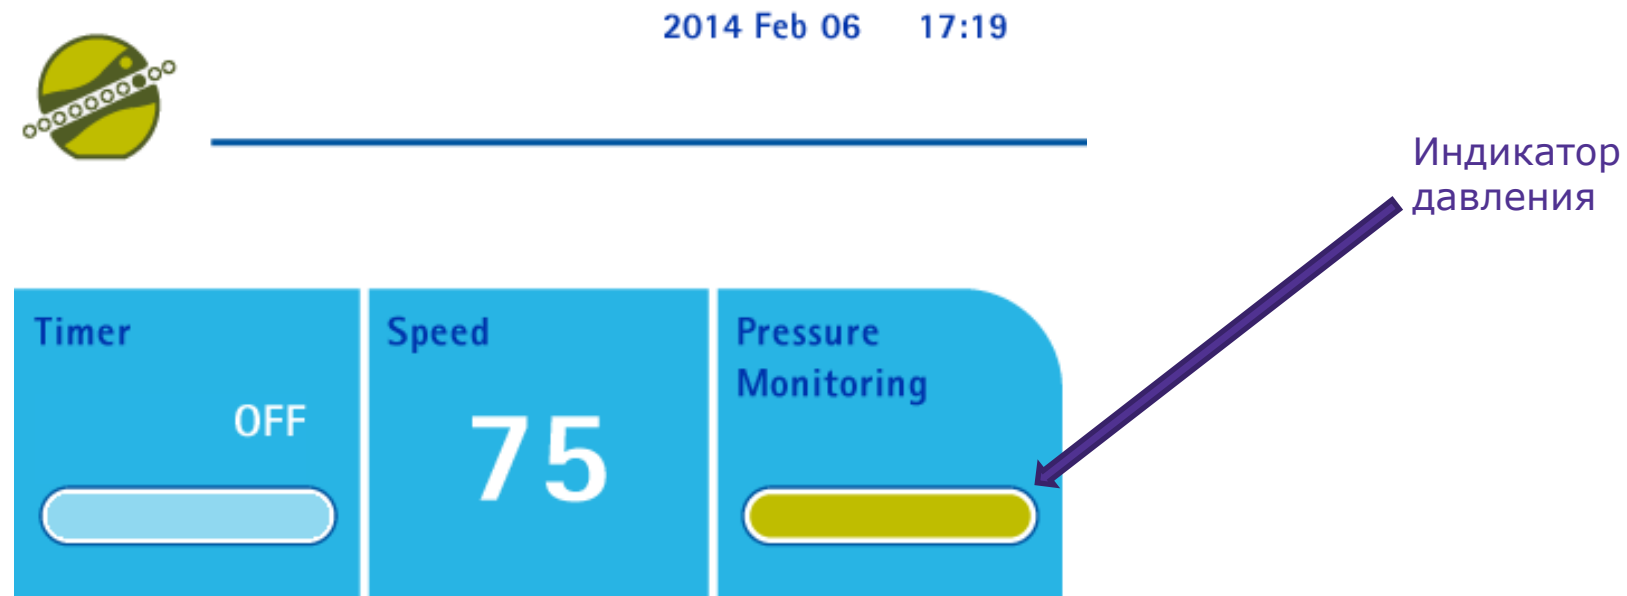 2014 Feb 06 17:19
Индикатор
давления
Timer
OFF
Speed
75
Pressure
Monitoring